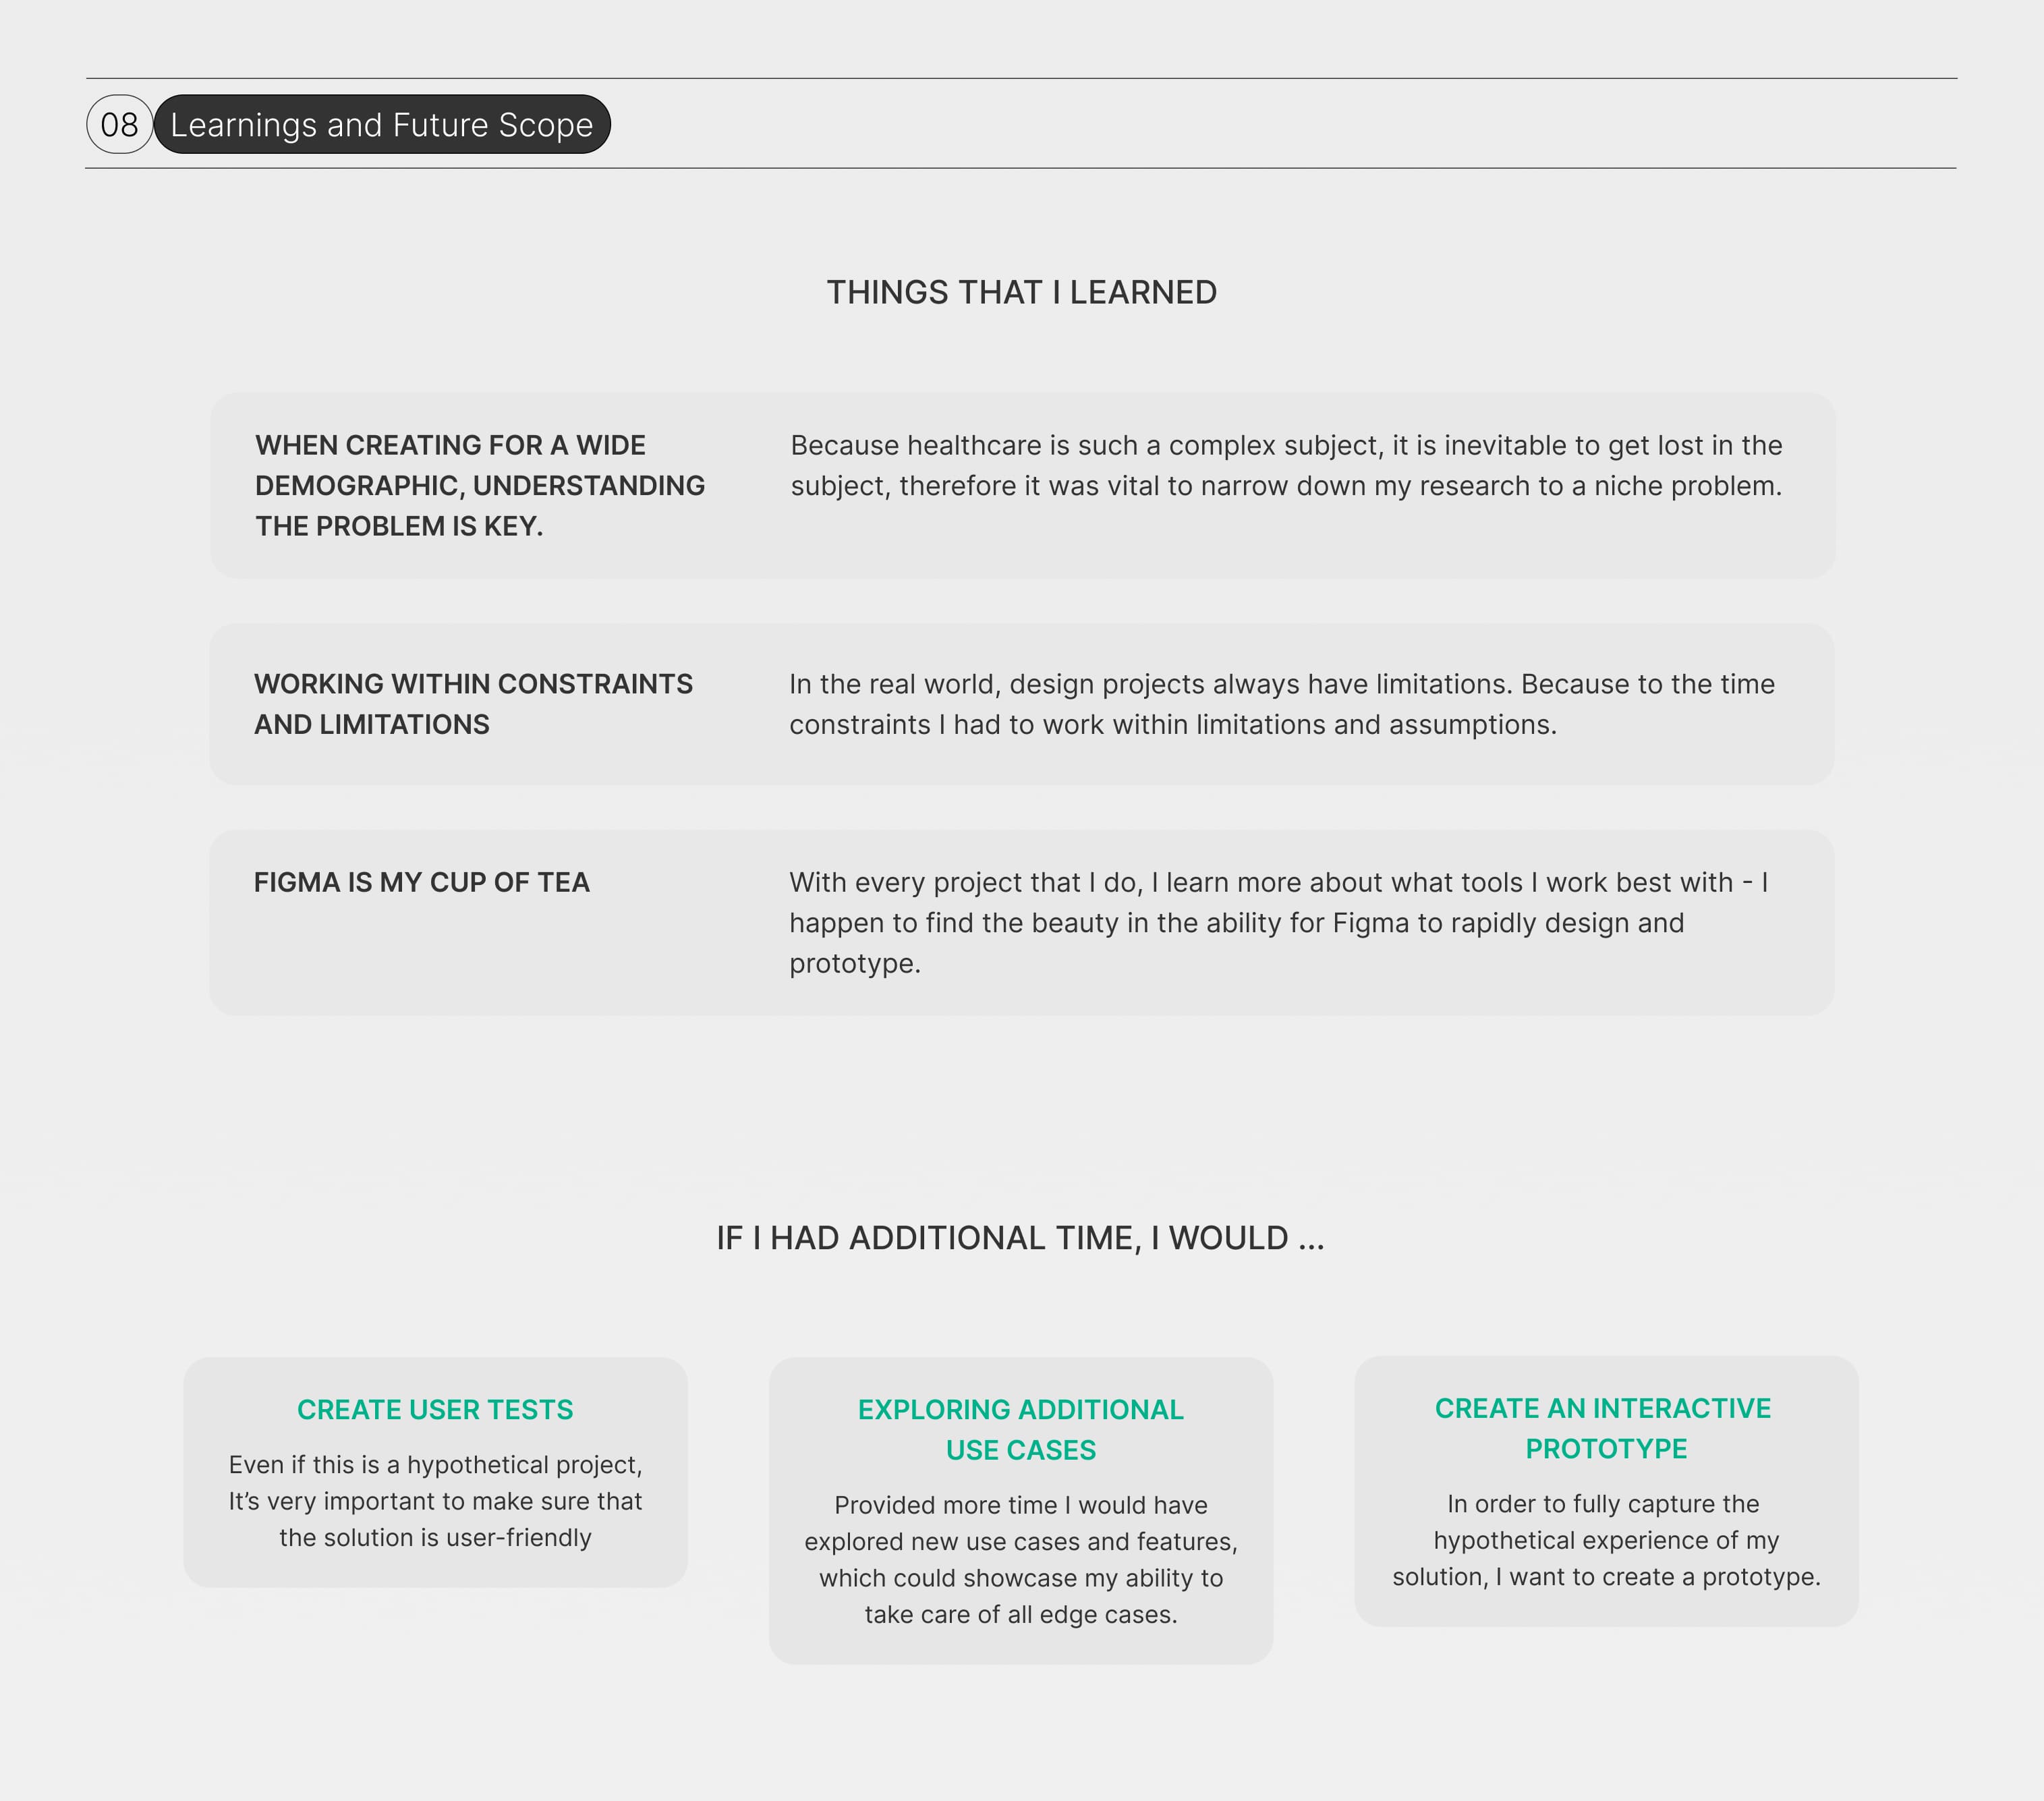 08 Learnings and Future Scope
THINGS THAT I LEARNED
WHEN CREATING FOR A WIDE
DEMOGRAPHIC, UNDERSTANDING
THE PROBLEM IS KEY.
Because healthcare is such a complex subject, it is inevitable to get lost in the
subject, therefore it was vital to narrow down my research to a niche problem.
WORKING WITHIN CONSTRAINTS
AND LIMITATIONS
In the real world, design projects always have limitations. Because to the time
constraints I had to work within limitations and assumptions.
FIGMA IS MY CUP OF TEA
With every project that I do, I learn more about what tools I work best with - I
happen to find the beauty in the ability for Figma to rapidly design and
prototype.
IF I HAD ADDITIONAL TIME, I WOULD ...
CREATE USER TESTS
Even if this is a hypothetical project,
It’s very important to make sure that
the solution is user-friendly
EXPLORING ADDITIONAL
USE CASES
Provided more time I would have
explored new use cases and features,
which could showcase my ability to
take care of all edge cases.
CREATE AN INTERACTIVE
PROTOTYPE
In order to fully capture the
hypothetical experience of my
solution, I want to create a prototype.